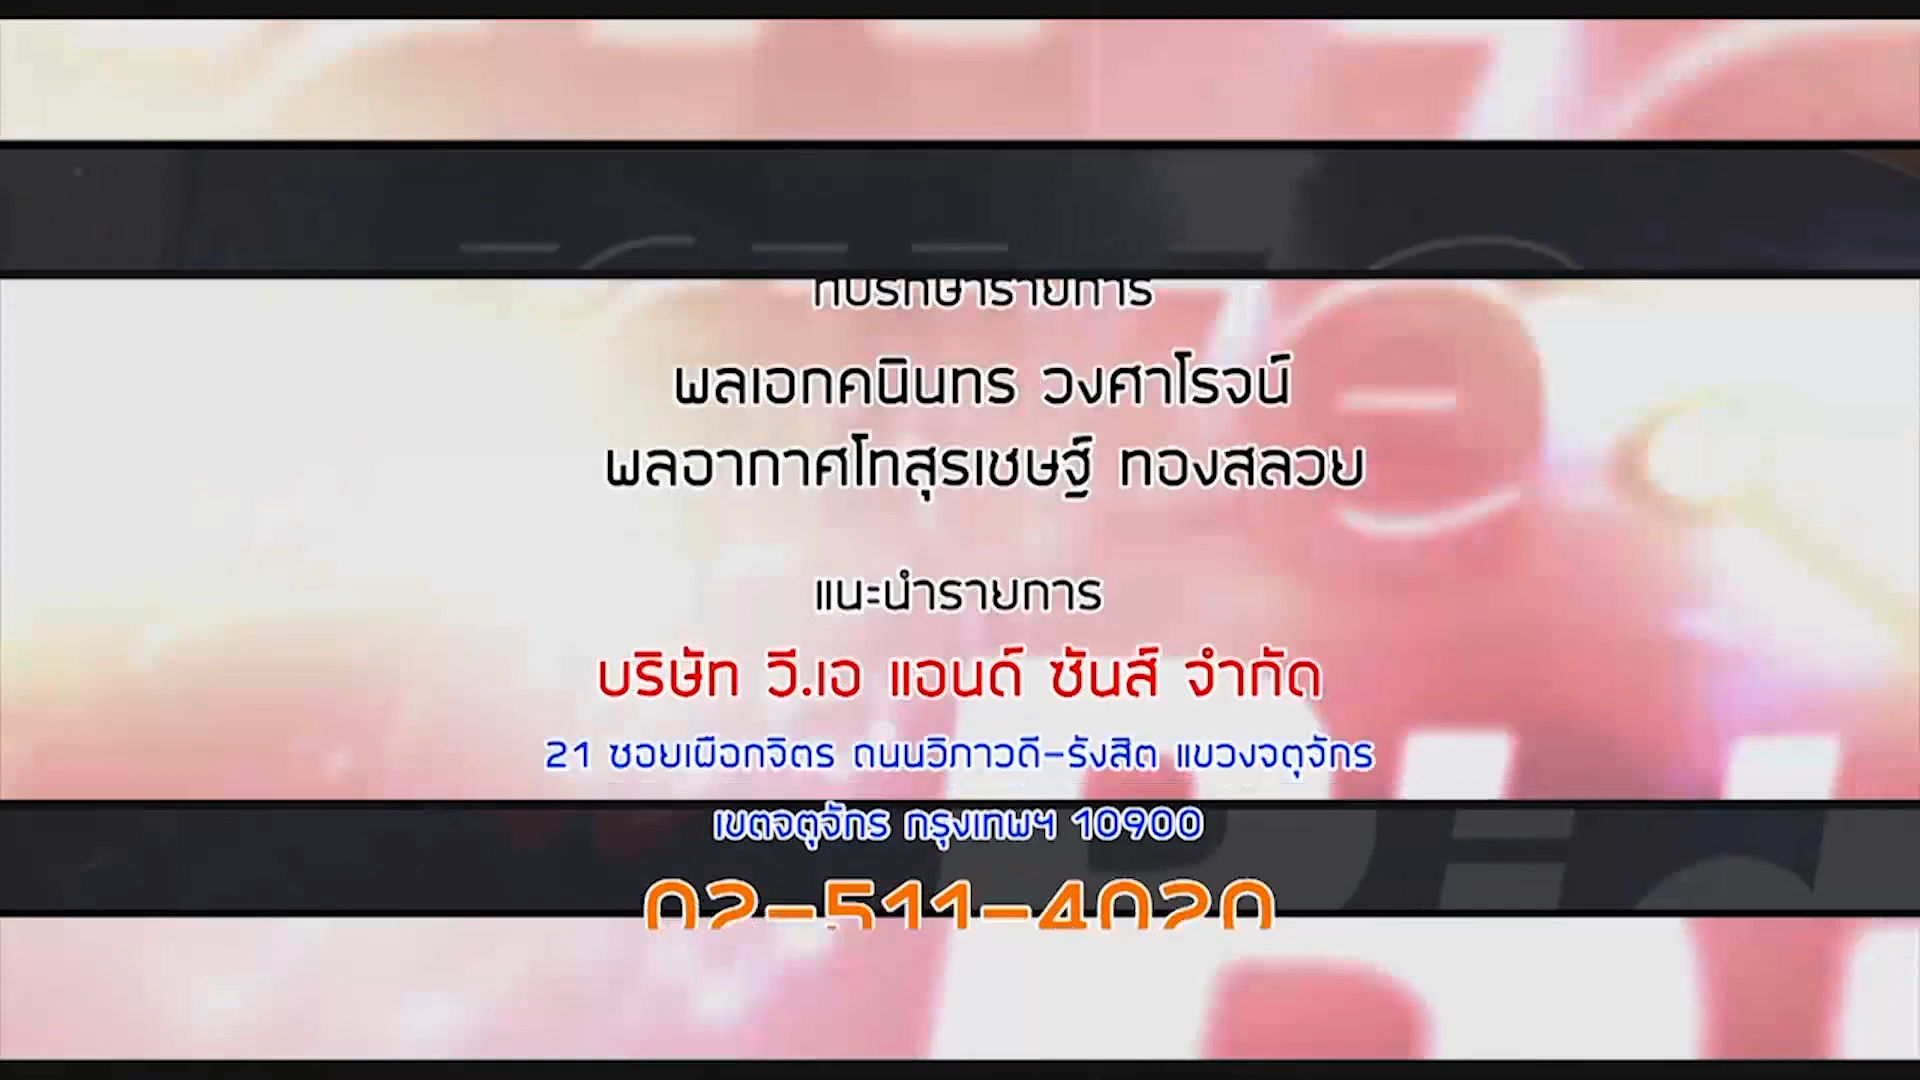 ที่ปรึกษารายการ
พลเอกคนินทร วงศาโรจน์
พลอากาศโทสุรเชษฐ์ ทองสลวย
แนะนำรายการ
บริษัท วี.เอ แอนด์ ซันส์ จำกัด
21 ซอยเผือกจิตร ถนนวิภาวดี-รังสิต แขวงจตุจักร
เขตจตุจักร กรุงเทพฯ 10900
02-511-4020